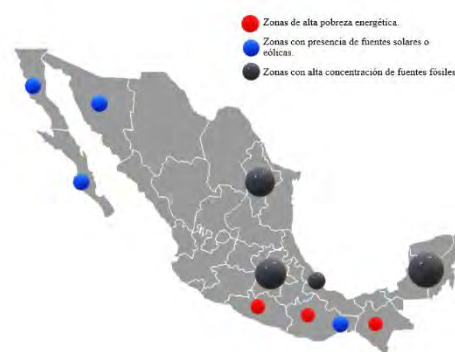 Zonas de alta pobreza energética.
Zonas con presencia de fuentes solares o
eólicas.
Zonas con alta concentración de fuentes fósiles